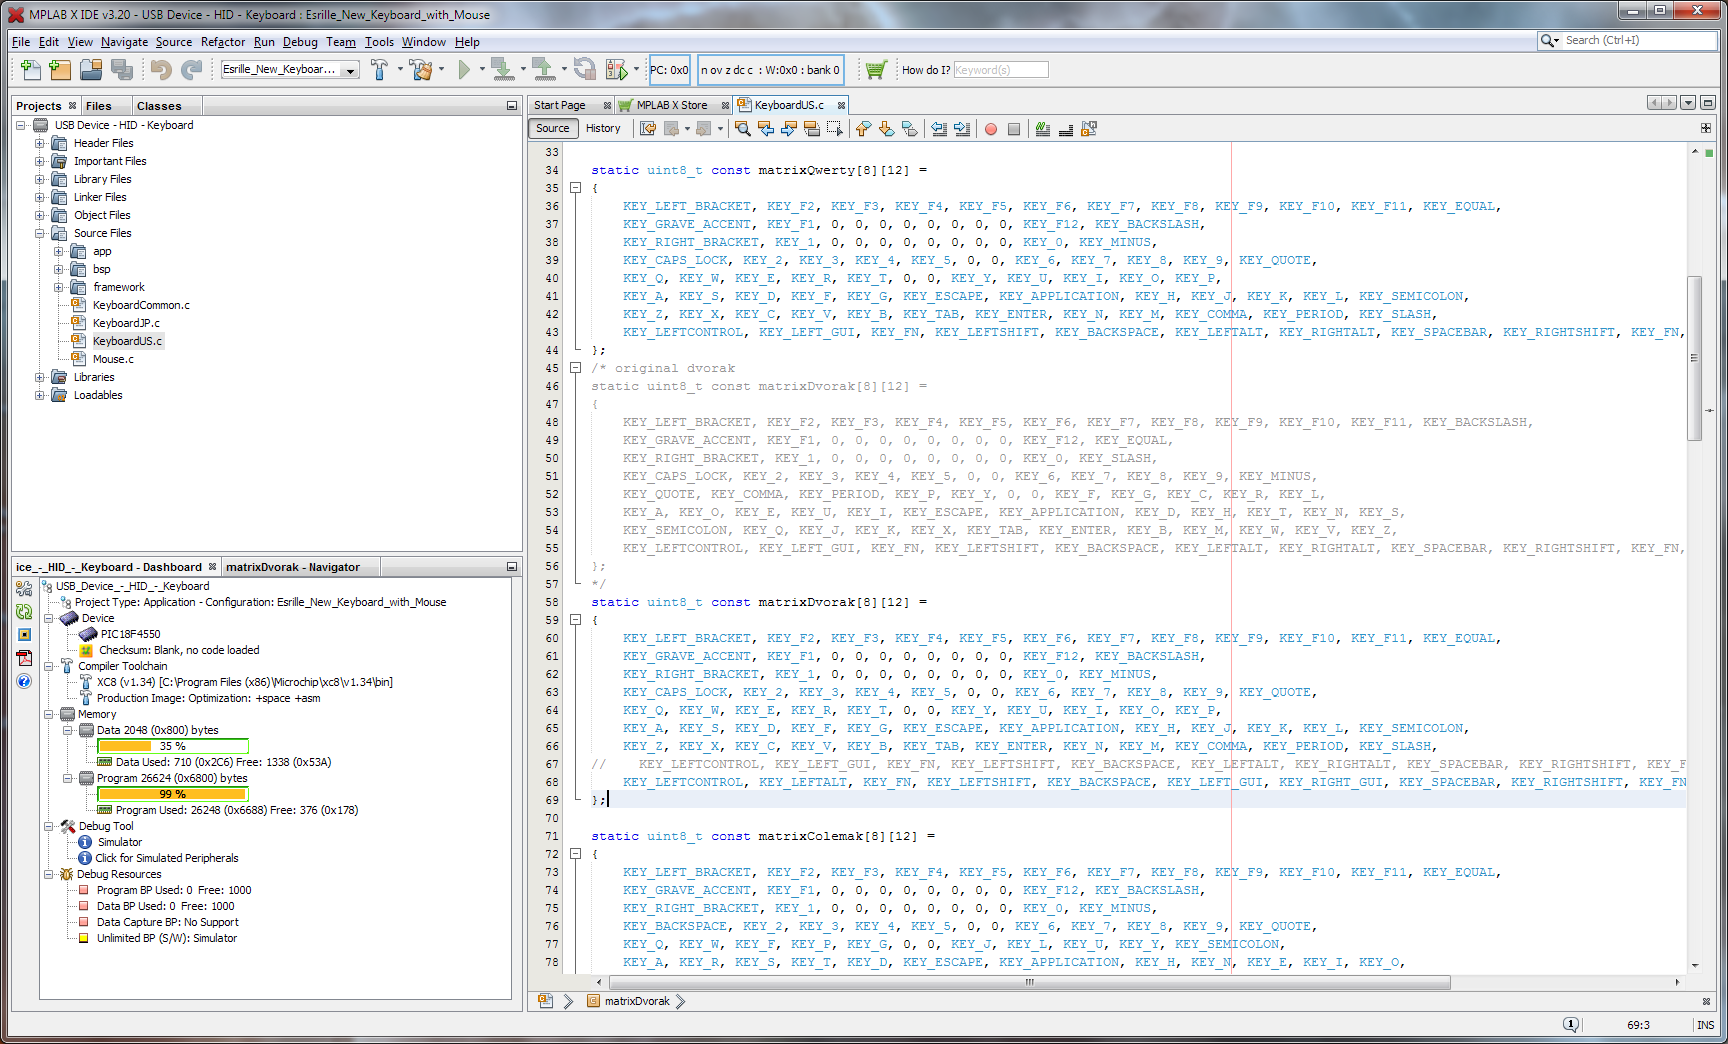 MPLAB X IDE v3.20 - USB Device - HID - Keyboard : Esrille_New_Keyboard_with_Mouse
File Edit View Navigate Source Refactor Run Debug Team Tools Window Help
Search (Ctrl+I)
Esrille_New_Keyboar...
PC: 0x0
n ov z dc c : W:0x0 : bank 0
How do I?
Keyword(s)
Projects
Files
Classes
USB Device - HID - Keyboard
Header Files
Important Files
Library Files
Linker Files
Object Files
Source Files
app
bsp
framework
KeyboardCommon.c
KeyboardJP.c
KeyboardUS.c
Mouse.c
Libraries
Loadables
ice_-_HID_-_Keyboard - Dashboard
matrixDvorak - Navigator
USB_Device_-_HID_-_Keyboard
Project Type: Application - Configuration: Esrille_New_Keyboard_with_Mouse
Device
PIC18F4550
Checksum: Blank, no code loaded
Compiler Toolchain
XC8 (v1.34) [C:\Program Files (x86)\Microchip\xc8\v1.34\bin]
Production Image: Optimization: +space +asm
Memory
Data 2048 (0x800) bytes
35 %
Data Used: 710 (0x2C6) Free: 1338 (0x53A)
Program 26624 (0x6800) bytes
99 %
Program Used: 26248 (0x6688) Free: 376 (0x178)
Debug Tool
Simulator
Click for Simulated Peripherals
Debug Resources
Program BP Used: 0 Free: 1000
Data BP Used: 0 Free: 1000
Data Capture BP: No Support
Unlimited BP (S/W): Simulator
Start Page
MPLAB X Store
KeyboardUS.c
Source
History
33
34 static uint8_t const matrixQwerty[8][12] =
35 {
36 KEY_LEFT_BRACKET, KEY_F2, KEY_F3, KEY_F4, KEY_F5, KEY_F6, KEY_F7, KEY_F8, KEY_F9, KEY_F10, KEY_F11, KEY_EQUAL,
37 KEY_GRAVE_ACCENT, KEY_F1, 0, 0, 0, 0, 0, 0, 0, 0, KEY_F12, KEY_BACKSLASH,
38 KEY_RIGHT_BRACKET, KEY_1, 0, 0, 0, 0, 0, 0, 0, 0, KEY_0, KEY_MINUS,
39 KEY_CAPS_LOCK, KEY_2, KEY_3, KEY_4, KEY_5, 0, 0, KEY_6, KEY_7, KEY_8, KEY_9, KEY_QUOTE,
40 KEY_Q, KEY_W, KEY_E, KEY_R, KEY_T, 0, 0, KEY_Y, KEY_U, KEY_I, KEY_O, KEY_P,
41 KEY_A, KEY_S, KEY_D, KEY_F, KEY_G, KEY_ESCAPE, KEY_APPLICATION, KEY_H, KEY_J, KEY_K, KEY_L, KEY_SEMICOLON,
42 KEY_Z, KEY_X, KEY_C, KEY_V, KEY_B, KEY_TAB, KEY_ENTER, KEY_N, KEY_M, KEY_COMMA, KEY_PERIOD, KEY_SLASH,
43 KEY_LEFTCONTROL, KEY_LEFT_GUI, KEY_FN, KEY_LEFTSHIFT, KEY_BACKSPACE, KEY_LEFTALT, KEY_RIGHTALT, KEY_SPACEBAR, KEY_RIGHTSHIFT, KEY_FN,
44 };
45 /* original dvorak
46 static uint8_t const matrixDvorak[8][12] =
47 {
48 KEY_LEFT_BRACKET, KEY_F2, KEY_F3, KEY_F4, KEY_F5, KEY_F6, KEY_F7, KEY_F8, KEY_F9, KEY_F10, KEY_F11, KEY_BACKSLASH,
49 KEY_GRAVE_ACCENT, KEY_F1, 0, 0, 0, 0, 0, 0, 0, 0, KEY_F12, KEY_EQUAL,
50 KEY_RIGHT_BRACKET, KEY_1, 0, 0, 0, 0, 0, 0, 0, 0, KEY_0, KEY_SLASH,
51 KEY_CAPS_LOCK, KEY_2, KEY_3, KEY_4, KEY_5, 0, 0, KEY_6, KEY_7, KEY_8, KEY_9, KEY_MINUS,
52 KEY_QUOTE, KEY_COMMA, KEY_PERIOD, KEY_P, KEY_Y, 0, 0, KEY_F, KEY_G, KEY_C, KEY_R, KEY_L,
53 KEY_A, KEY_O, KEY_E, KEY_U, KEY_I, KEY_ESCAPE, KEY_APPLICATION, KEY_D, KEY_H, KEY_T, KEY_N, KEY_S,
54 KEY_SEMICOLON, KEY_Q, KEY_J, KEY_K, KEY_X, KEY_TAB, KEY_ENTER, KEY_B, KEY_M, KEY_W, KEY_V, KEY_Z,
55 KEY_LEFTCONTROL, KEY_LEFT_GUI, KEY_FN, KEY_LEFTSHIFT, KEY_BACKSPACE, KEY_LEFTALT, KEY_RIGHTALT, KEY_SPACEBAR, KEY_RIGHTSHIFT, KEY_FN,
56 };
57 */
58 static uint8_t const matrixDvorak[8][12] =
59 {
60 KEY_LEFT_BRACKET, KEY_F2, KEY_F3, KEY_F4, KEY_F5, KEY_F6, KEY_F7, KEY_F8, KEY_F9, KEY_F10, KEY_F11, KEY_EQUAL,
61 KEY_GRAVE_ACCENT, KEY_F1, 0, 0, 0, 0, 0, 0, 0, 0, KEY_F12, KEY_BACKSLASH,
62 KEY_RIGHT_BRACKET, KEY_1, 0, 0, 0, 0, 0, 0, 0, 0, KEY_0, KEY_MINUS,
63 KEY_CAPS_LOCK, KEY_2, KEY_3, KEY_4, KEY_5, 0, 0, KEY_6, KEY_7, KEY_8, KEY_9, KEY_QUOTE,
64 KEY_Q, KEY_W, KEY_E, KEY_R, KEY_T, 0, 0, KEY_Y, KEY_U, KEY_I, KEY_O, KEY_P,
65 KEY_A, KEY_S, KEY_D, KEY_F, KEY_G, KEY_ESCAPE, KEY_APPLICATION, KEY_H, KEY_J, KEY_K, KEY_L, KEY_SEMICOLON,
66 KEY_Z, KEY_X, KEY_C, KEY_V, KEY_B, KEY_TAB, KEY_ENTER, KEY_N, KEY_M, KEY_COMMA, KEY_PERIOD, KEY_SLASH,
67 // KEY_LEFTCONTROL, KEY_LEFT_GUI, KEY_FN, KEY_LEFTSHIFT, KEY_BACKSPACE, KEY_LEFTALT, KEY_RIGHTALT, KEY_SPACEBAR, KEY_RIGHTSHIFT, KEY_F
68 KEY_LEFTCONTROL, KEY_LEFTALT, KEY_FN, KEY_LEFTSHIFT, KEY_BACKSPACE, KEY_LEFT_GUI, KEY_RIGHT_GUI, KEY_SPACEBAR, KEY_RIGHTSHIFT, KEY_FN
69 };
70
71 static uint8_t const matrixColemak[8][12] =
72 {
73 KEY_LEFT_BRACKET, KEY_F2, KEY_F3, KEY_F4, KEY_F5, KEY_F6, KEY_F7, KEY_F8, KEY_F9, KEY_F10, KEY_F11, KEY_EQUAL,
74 KEY_GRAVE_ACCENT, KEY_F1, 0, 0, 0, 0, 0, 0, 0, 0, KEY_F12, KEY_BACKSLASH,
75 KEY_RIGHT_BRACKET, KEY_1, 0, 0, 0, 0, 0, 0, 0, 0, KEY_0, KEY_MINUS,
76 KEY_BACKSPACE, KEY_2, KEY_3, KEY_4, KEY_5, 0, 0, KEY_6, KEY_7, KEY_8, KEY_9, KEY_QUOTE,
77 KEY_Q, KEY_W, KEY_F, KEY_P, KEY_G, 0, 0, KEY_J, KEY_L, KEY_U, KEY_Y, KEY_SEMICOLON,
78 KEY_A, KEY_R, KEY_S, KEY_T, KEY_D, KEY_ESCAPE, KEY_APPLICATION, KEY_H, KEY_N, KEY_E, KEY_I, KEY_O,
matrixDvorak
1
69:3
INS